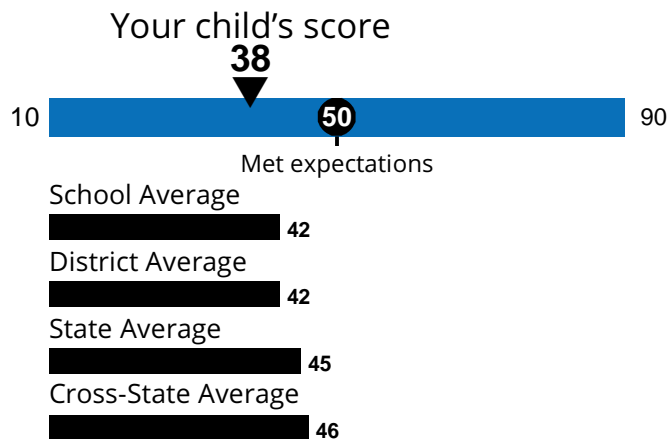 Your child's score
38
10 50 90
Met expectations
School Average
42
District Average
42
State Average
45
Cross-State Average
46